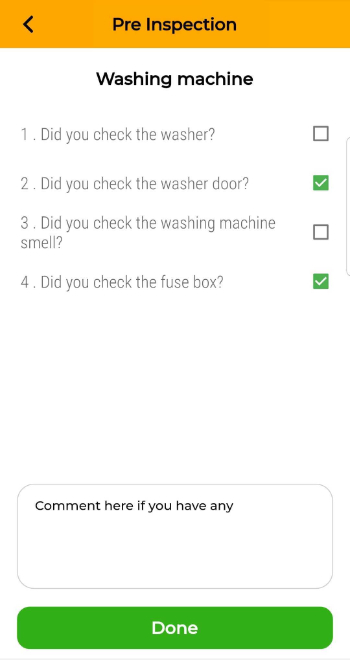 Pre Inspection
Washing machine
1 . Did you check the washer?
2 . Did you check the washer door?
3 . Did you check the washing machine
smell?
4 . Did you check the fuse box?
Comment here if you have any
Done